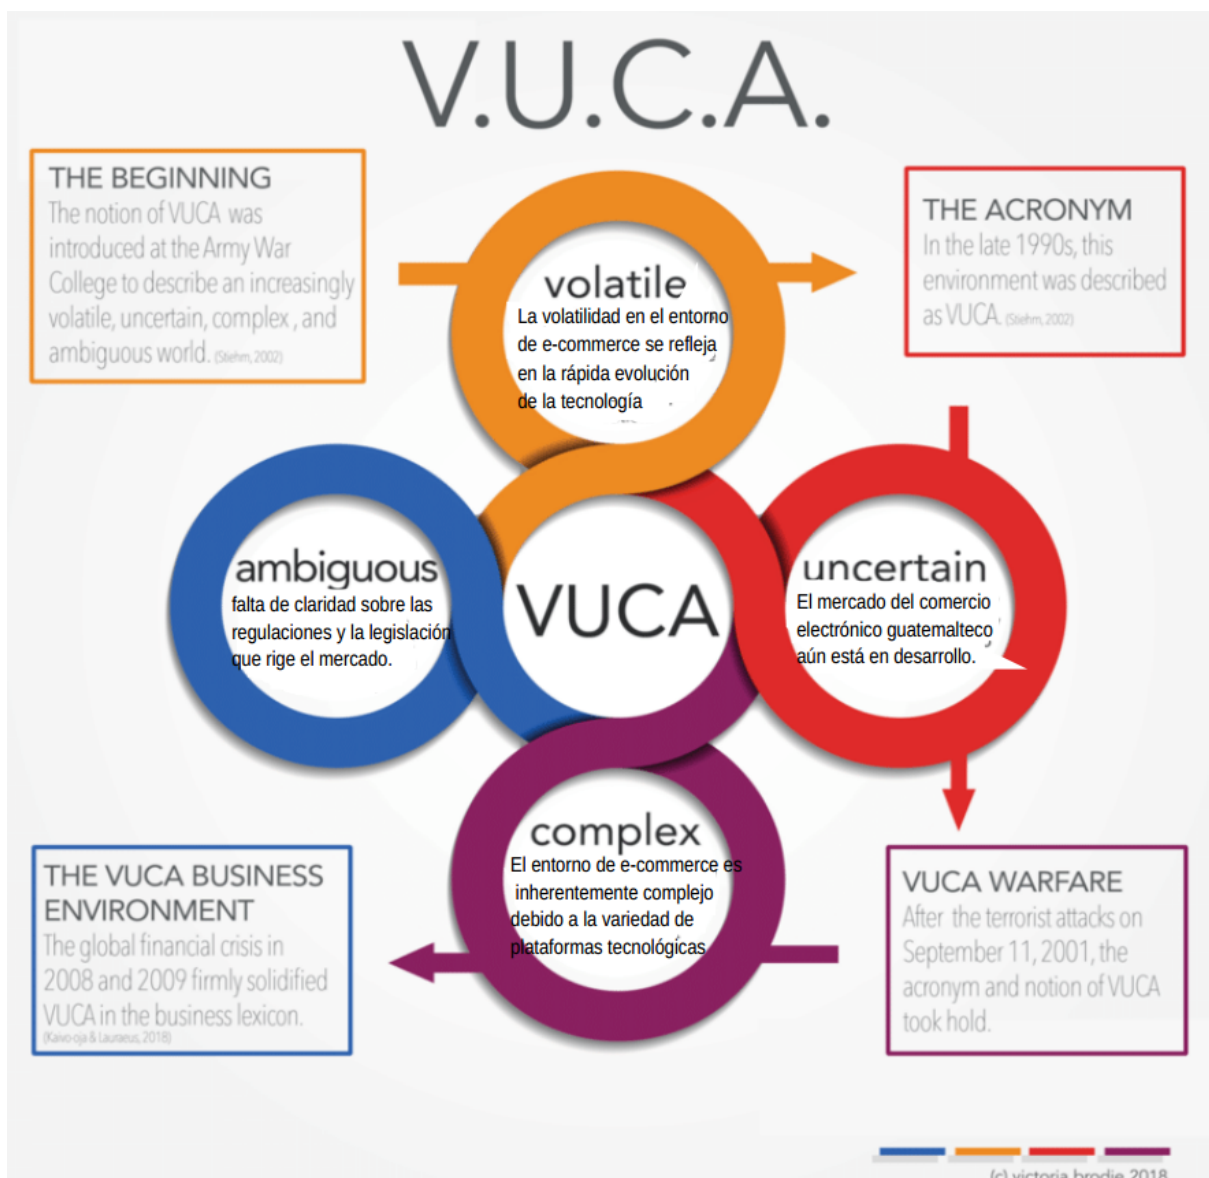 V.U.C.A.
THE BEGINNING
The notion of VUCA was
introduced at the Army War
College to describe an increasingly
volatile, uncertain, complex , and
ambiguous world. (Stiehm, 2002)
volatile
La volatilidad en el entorno
de e-commerce se refleja
en la rápida evolución
de la tecnología
THE ACRONYM
In the late 1990s, this
environment was described
as VUCA. (Stiehm, 2002)
ambiguous
falta de claridad sobre las
regulaciones y la legislación
que rige el mercado.
VUCA
uncertain
El mercado del comercio
electrónico guatemalteco
aún está en desarrollo.
complex
El entorno de e-commerce es
inherentemente complejo
debido a la variedad de
plataformas tecnológicas
THE VUCA BUSINESS
ENVIRONMENT
The global financial crisis in
2008 and 2009 firmly solidified
VUCA in the business lexicon.
(Kaivo-oja & Lauraeus, 2018)
VUCA WARFARE
After the terrorist attacks on
September 11, 2001, the
acronym and notion of VUCA
took hold.
(c) victoria brodie 2018